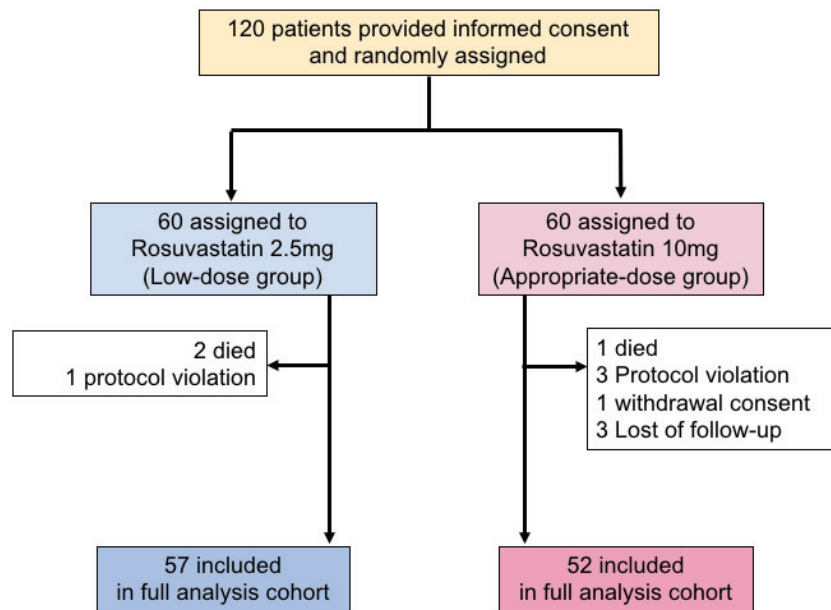 120 patients provided informed consent
and randomly assigned
60 assigned to
Rosuvastatin 2.5mg
(Low-dose group)
60 assigned to
Rosuvastatin 10mg
(Appropriate-dose group)
2 died
1 protocol violation
1 died
3 Protocol violation
1 withdrawal consent
3 Lost of follow-up
57 included
in full analysis cohort
52 included
in full analysis cohort